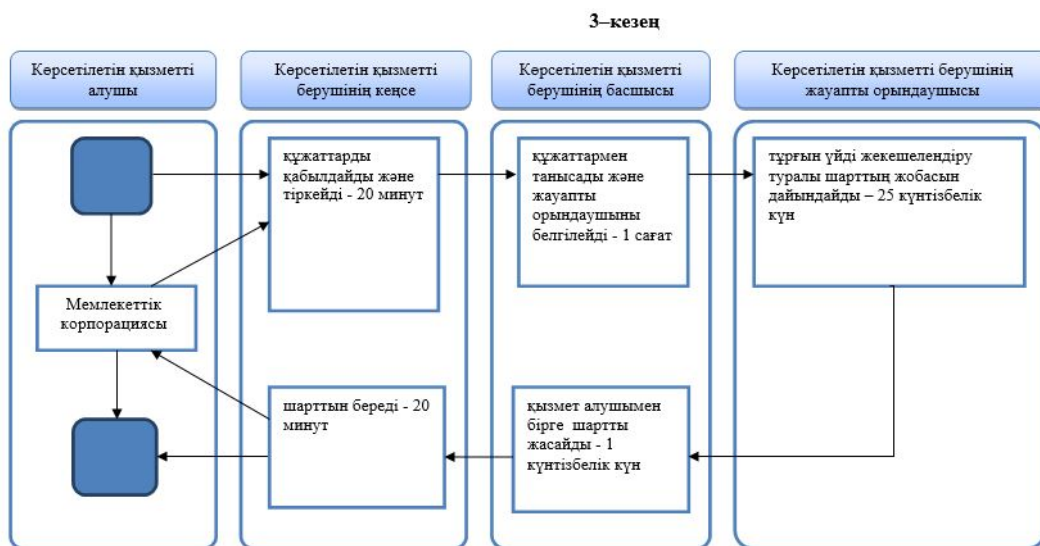 3–кезең
Көрсетілетін қызметті
алушы
Көрсетілетін қызметті
берушінің кеңсе
Көрсетілетін қызметті
берушінің басшысы
Көрсетілетін қызметті берушінің
жауапты орындаушысы
құжаттарды
қабылдайды және
тіркейді - 20 минут
құжаттармен
танысады және
жауапты
орындаушыны
белгілейді - 1 сағат
тұрғын үйді жекешелендіру
туралы шарттың жобасын
дайындайды – 25 күнтізбелік
күн
Мемлекеттік
корпорациясы
шарттын береді - 20
минут
қызмет алушымен
бірге шартты
жасайды - 1
күнтізбелік күн